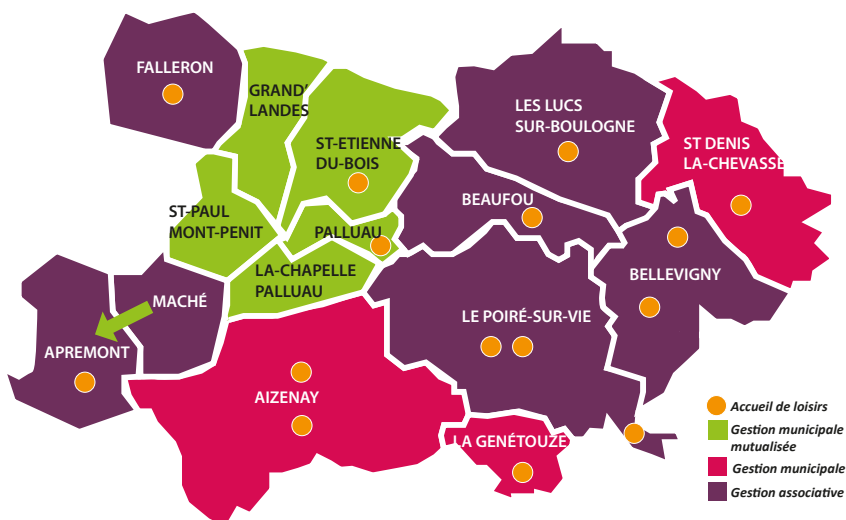 FALLERON
GRAND'
LANDES
LES LUCS
SUR-BOULOGNE
ST-ETIENNE
DU-BOIS
ST DENIS
LA-CHEVASSE
BEAUFOU
ST-PAUL
MONT-PENIT
PALLUAU
LA-CHAPELLE
PALLUAU
BELLEVIGNY
MACHÉ
LE POIRÉ-SUR-VIE
APREMONT
AIZENAY
LA GENÉTOUZE
Accueil de loisirs
Gestion municipale
mutualisée
Gestion municipale
Gestion associative